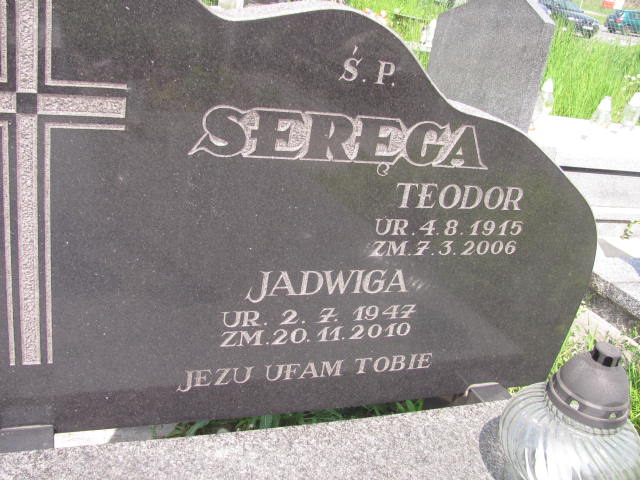 Ś.P.
SERĘGA
TEODOR
UR.4.8.1915
ZM.7.3.2006
JADWIGA
UR. 2. 7. 1947
ZM.20.11.2010
JEZU UFAM TOBIE